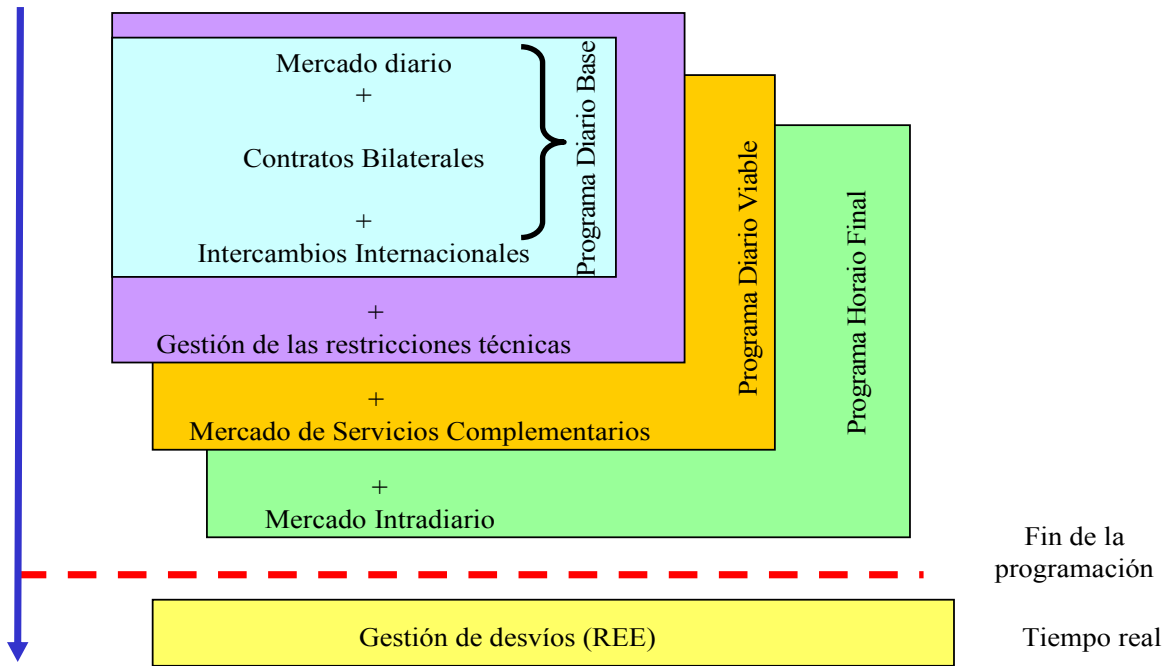 Mercado diario
+
Contratos Bilaterales
+
Intercambios Internacionales
Programa Diario Base
+
Gestión de las restricciones técnicas
+
Mercado de Servicios Complementarios
Programa Diario Viable
+
Mercado Intradiario
Programa Horaio Final
Fin de la
programación
Gestión de desvíos (REE)
Tiempo real